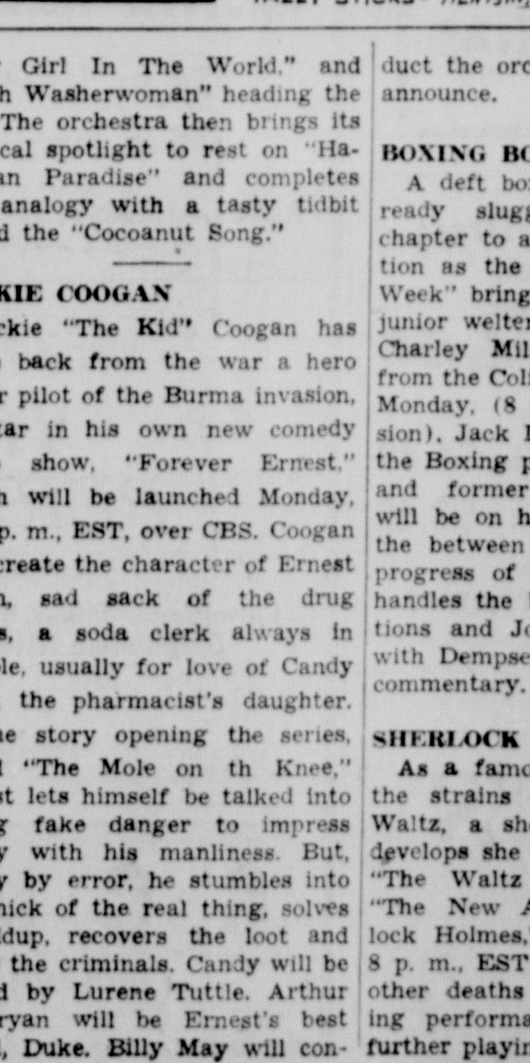 Girl In The World," and
h Washerwoman" heading the
The orchestra then brings its
cal spotlight to rest on "Ha-
an Paradise" and completes
analogy with a tasty tidbit
d the "Cocoanut Song."
KIE COOGAN
ckie "The Kid" Coogan has
back from the war a hero
r pilot of the Burma invasion,
tar in his own new comedy
show, "Forever Ernest,"
h will be launched Monday,
p. m., EST, over CBS. Coogan
create the character of Ernest
n, sad sack of the drug
s, a soda clerk always in
le, usually for love of Candy
the pharmacist's daughter.
he story opening the series,
d "The Mole on th Knee,"
st lets himself be talked into
g fake danger to impress
y with his manliness. But,
y by error, he stumbles into
nick of the real thing, solves
ldup, recovers the loot and
the criminals. Candy will be
d by Lurene Tuttle. Arthur
ryan will be Ernest's best
, Duke. Billy May will con-
duct the orc
announce.
BOXING BO
A deft box
ready slugg
chapter to a
tion as the
Week" bring
junior welter
Charley Mil
from the Coli
Monday, (8
sion). Jack
the Boxing p
and former
will be on h
the between
progress of
handles the
tions and Jo
with Dempse
commentary.
SHERLOCK
As a famo
the strains
Waltz, a sh
develops she
"The Waltz
"The New A
lock Holmes,"
8 p. m., EST
other deaths
ing performa
further playi